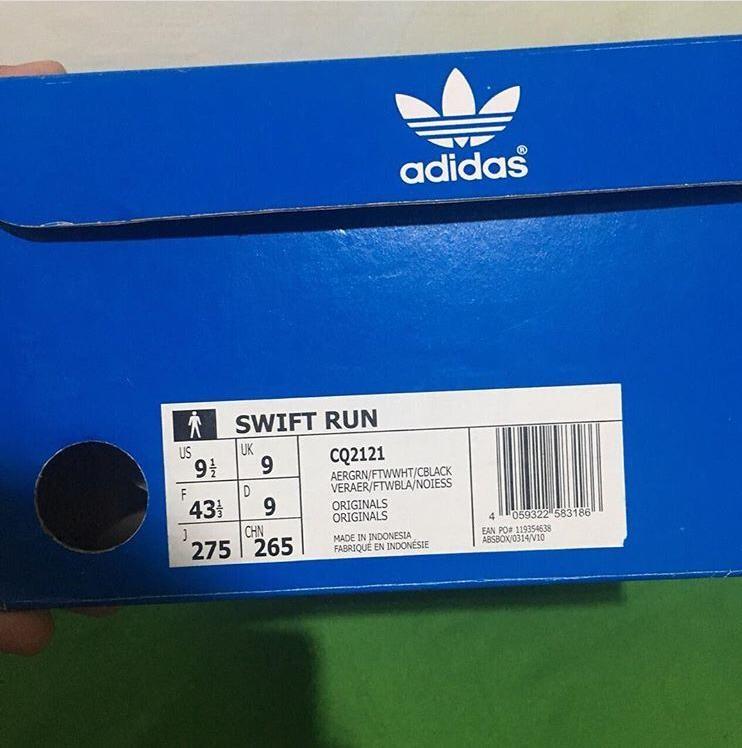 adidas®
SWIFT RUN
US 9½
UK 9
F 43⅓
D 9
J 275
CHN 265
CQ2121
AERGRN/FTWWHT/CBLACK
VERAER/FTWBLA/NOIESS
ORIGINALS
ORIGINALS
MADE IN INDONESIA
FABRIQUÉ EN INDONÉSIE
4 059322 583186
EAN PO# 119354638
ABSBOX/0314/V10